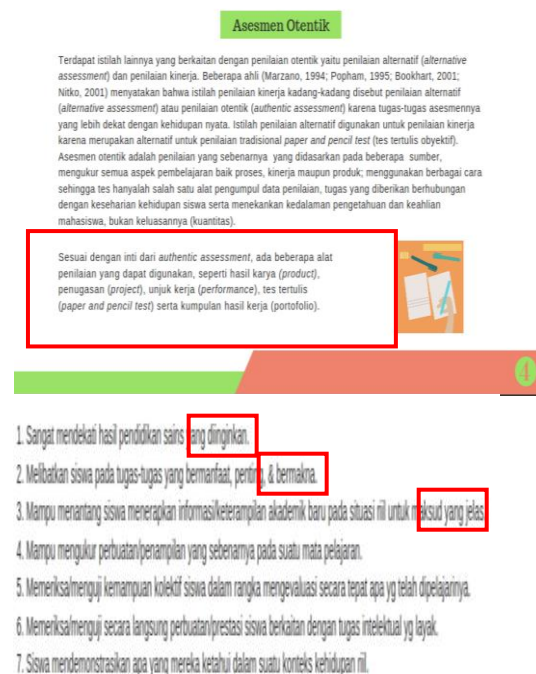 Asesmen Otentik
Terdapat istilah lainnya yang berkaitan dengan penilaian otentik yaitu penilaian alternatif (alternative
assessment) dan penilaian kinerja. Beberapa ahli (Marzano, 1994; Popham, 1995; Bookhart, 2001;
Nitko, 2001) menyatakan bahwa istilah penilaian kinerja kadang-kadang disebut penilaian alternatif
(alternative assessment) atau penilaian otentik (authentic assessment) karena tugas-tugas asesmennya
yang lebih dekat dengan kehidupan nyata. Istilah penilaian alternatif digunakan untuk penilaian kinerja
karena merupakan alternatif untuk penilaian tradisional paper and pencil test (tes tertulis obyektif).
Asesmen otentik adalah penilaian yang sebenarnya yang didasarkan pada beberapa sumber,
mengukur semua aspek pembelajaran baik proses, kinerja maupun produk; menggunakan berbagai cara
sehingga tes hanyalah salah satu alat pengumpul data penilaian, tugas yang diberikan berhubungan
dengan keseharian kehidupan siswa serta menekankan kedalaman pengetahuan dan keahlian
mahasiswa, bukan keluasannya (kuantitas).
Sesuai dengan inti dari authentic assessment, ada beberapa alat
penilaian yang dapat digunakan, seperti hasil karya (product),
penugasan (project), unjuk kerja (performance), tes tertulis
(paper and pencil test) serta kumpulan hasil kerja (portofolio).
4
1. Sangat mendekati hasil pendidikan sains yang diinginkan.
2. Melibatkan siswa pada tugas-tugas yang bermanfaat, penting, & bermakna.
3. Mampu menantang siswa menerapkan informasi/keterampilan akademik baru pada situasi riil untuk maksud yang jelas
4. Mampu mengukur perbuatan/penampilan yang sebenarnya pada suatu mata pelajaran.
5. Memeriksa/menguji kemampuan kolektif siswa dalam rangka mengevaluasi secara tepat apa yg telah dipelajarinya.
6. Memeriksa/menguji secara langsung perbuatan/prestasi siswa berkaitan dengan tugas intelektual yg layak.
7. Siswa mendemonstrasikan apa yang mereka ketahui dalam suatu konteks kehidupan riil.